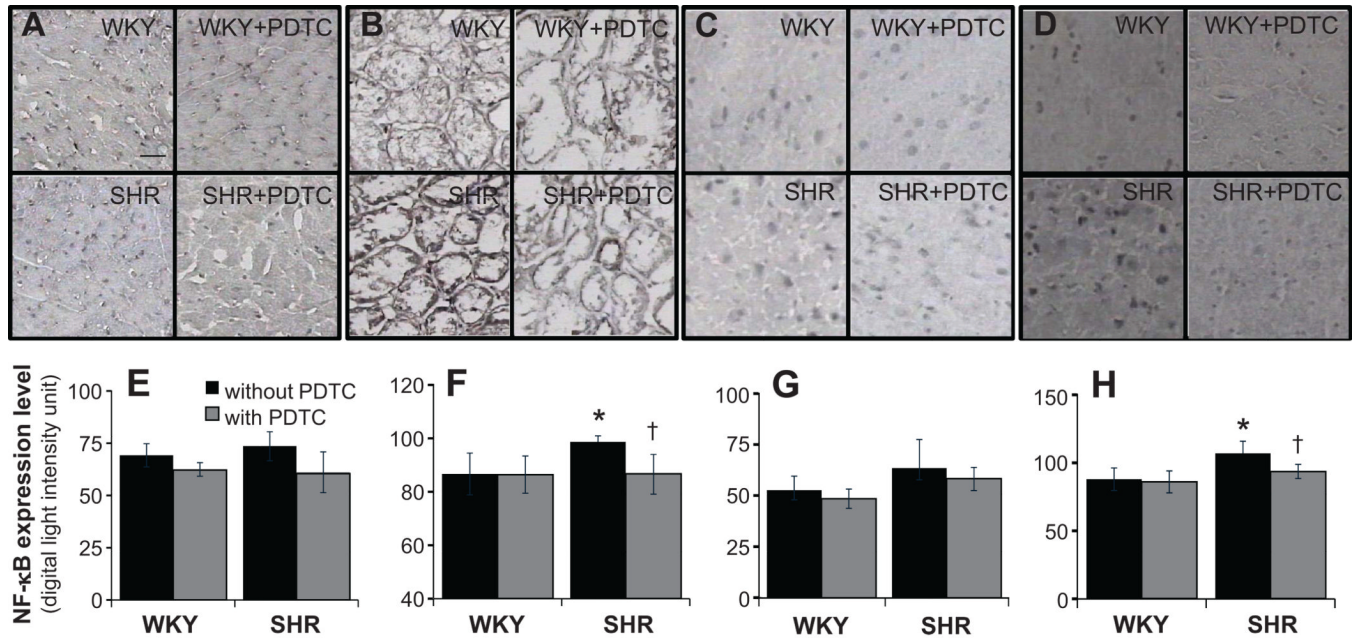 A WKY WKY+PDTC
SHR SHR+PDTC
B WKY WKY+PDTC
SHR SHR+PDTC
C WKY WKY+PDTC
SHR SHR+PDTC
D WKY WKY+PDTC
SHR SHR+PDTC
NF-κB expression level
(digital light intensity unit)
E
without PDTC
with PDTC
100
75
50
25
0
WKY SHR
F
120
100
80
60
40
*
†
WKY SHR
G
100
75
50
25
0
WKY SHR
H
150
100
50
0
*
†
WKY SHR